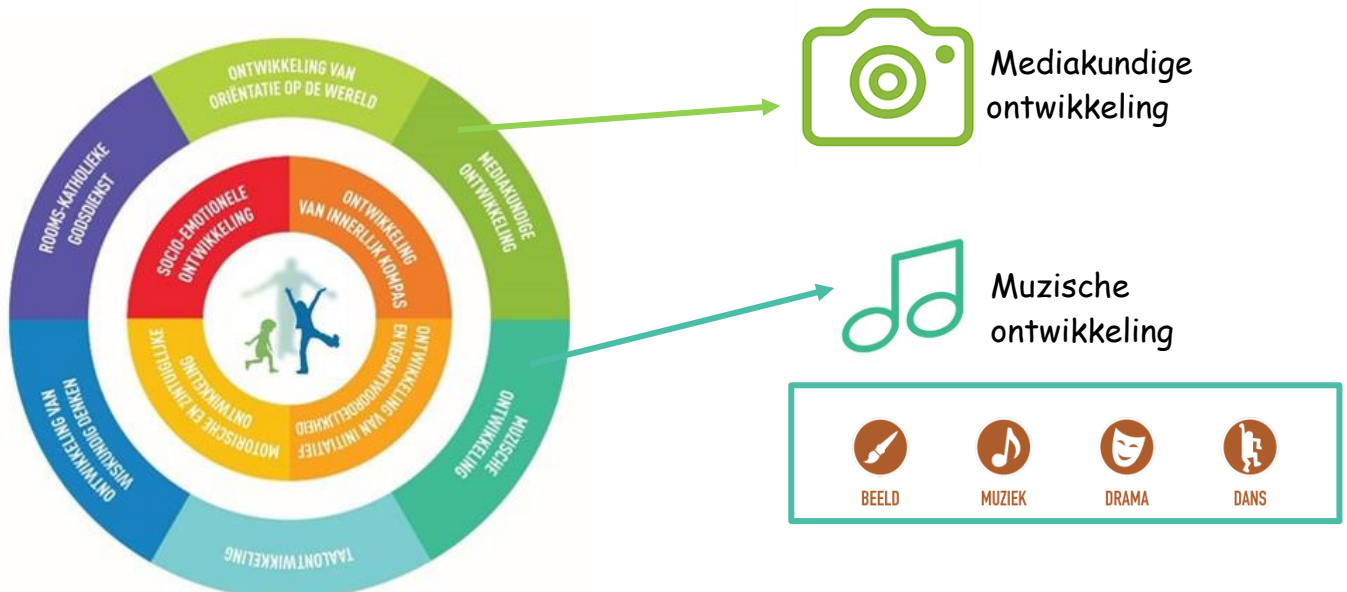 ONTWIKKELING VAN
ORIËNTATIE OP DE WERELD
MEDIAKUNDIGE
ONTWIKKELING
MUZISCHE
ONTWIKKELING
TAALONTWIKKELING
ONTWIKKELING VAN
WISKUNDIG DENKEN
ROOMS-KATHOLIEKE
GODSDIENST
SOCIO-EMOTIONELE
ONTWIKKELING
ONTWIKKELING
VAN INNERLIJK KOMPAS
ONTWIKKELING VAN INITIATIEF
EN VERANTWOORDELIJKHEID
MOTORISCHE EN ZINTUIGLIJKE
ONTWIKKELING
Mediakundige
ontwikkeling
Muzische
ontwikkeling
BEELD
MUZIEK
DRAMA
DANS